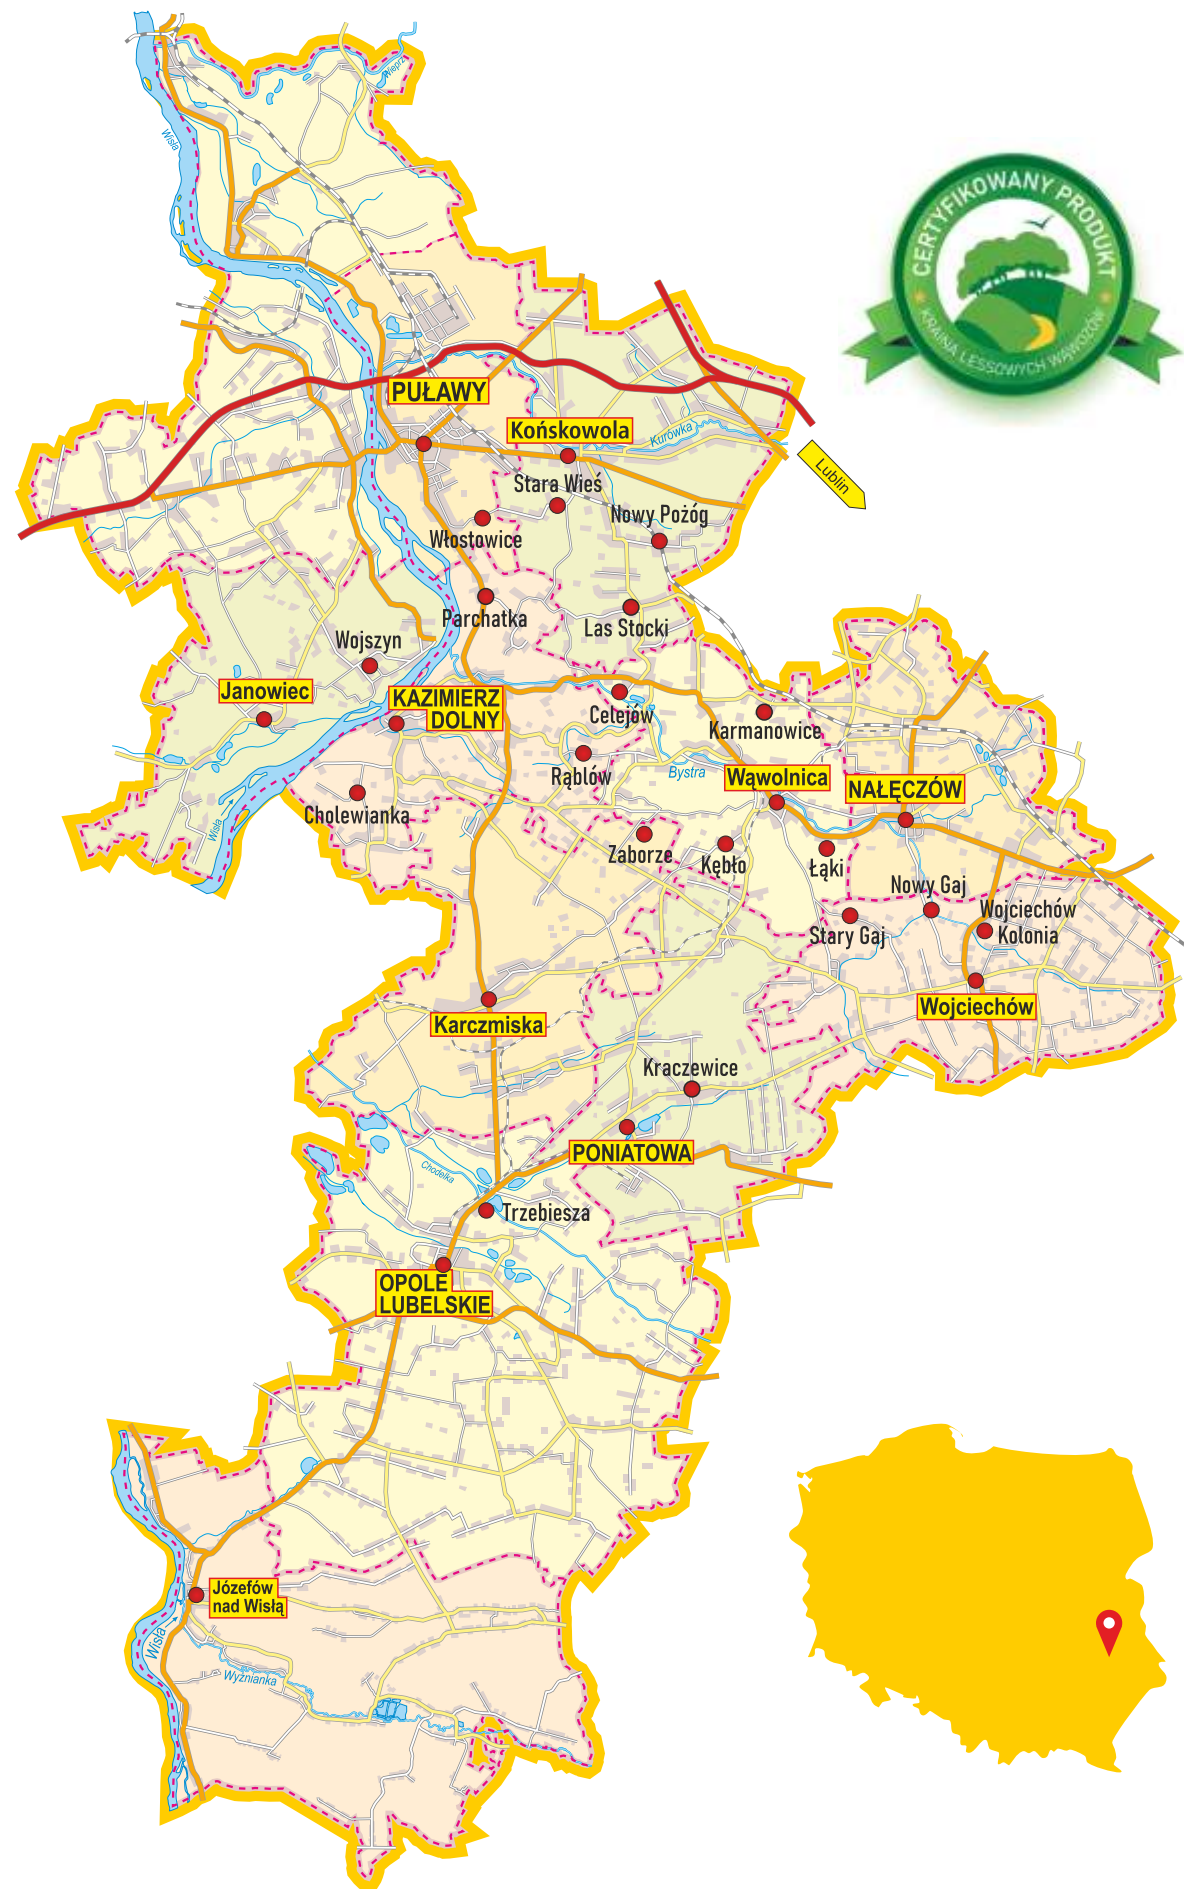 Wieprz
Wisła
CERTYFIKOWANY PRODUKT
KRAINA LESSOWYCH WĄWOZÓW
PUŁAWY
Końskowola
Kurówka
Lublin
Stara Wieś
Nowy Pożóg
Włostowice
Parchatka
Las Stocki
Wojszyn
Janowiec
KAZIMIERZ
DOLNY
Celejów
Karmanowice
Rąblów
Bystra
Wąwolnica
NAŁĘCZÓW
Cholewianka
Wisła
Zaborze
Kębło
Łąki
Nowy Gaj
Wojciechów
Kolonia
Stary Gaj
Wojciechów
Karczmiska
Kraczewice
PONIATOWA
Chodelka
Trzebiesza
OPOLE
LUBELSKIE
Józefów
nad Wisłą
Wisła
Wyżnianka